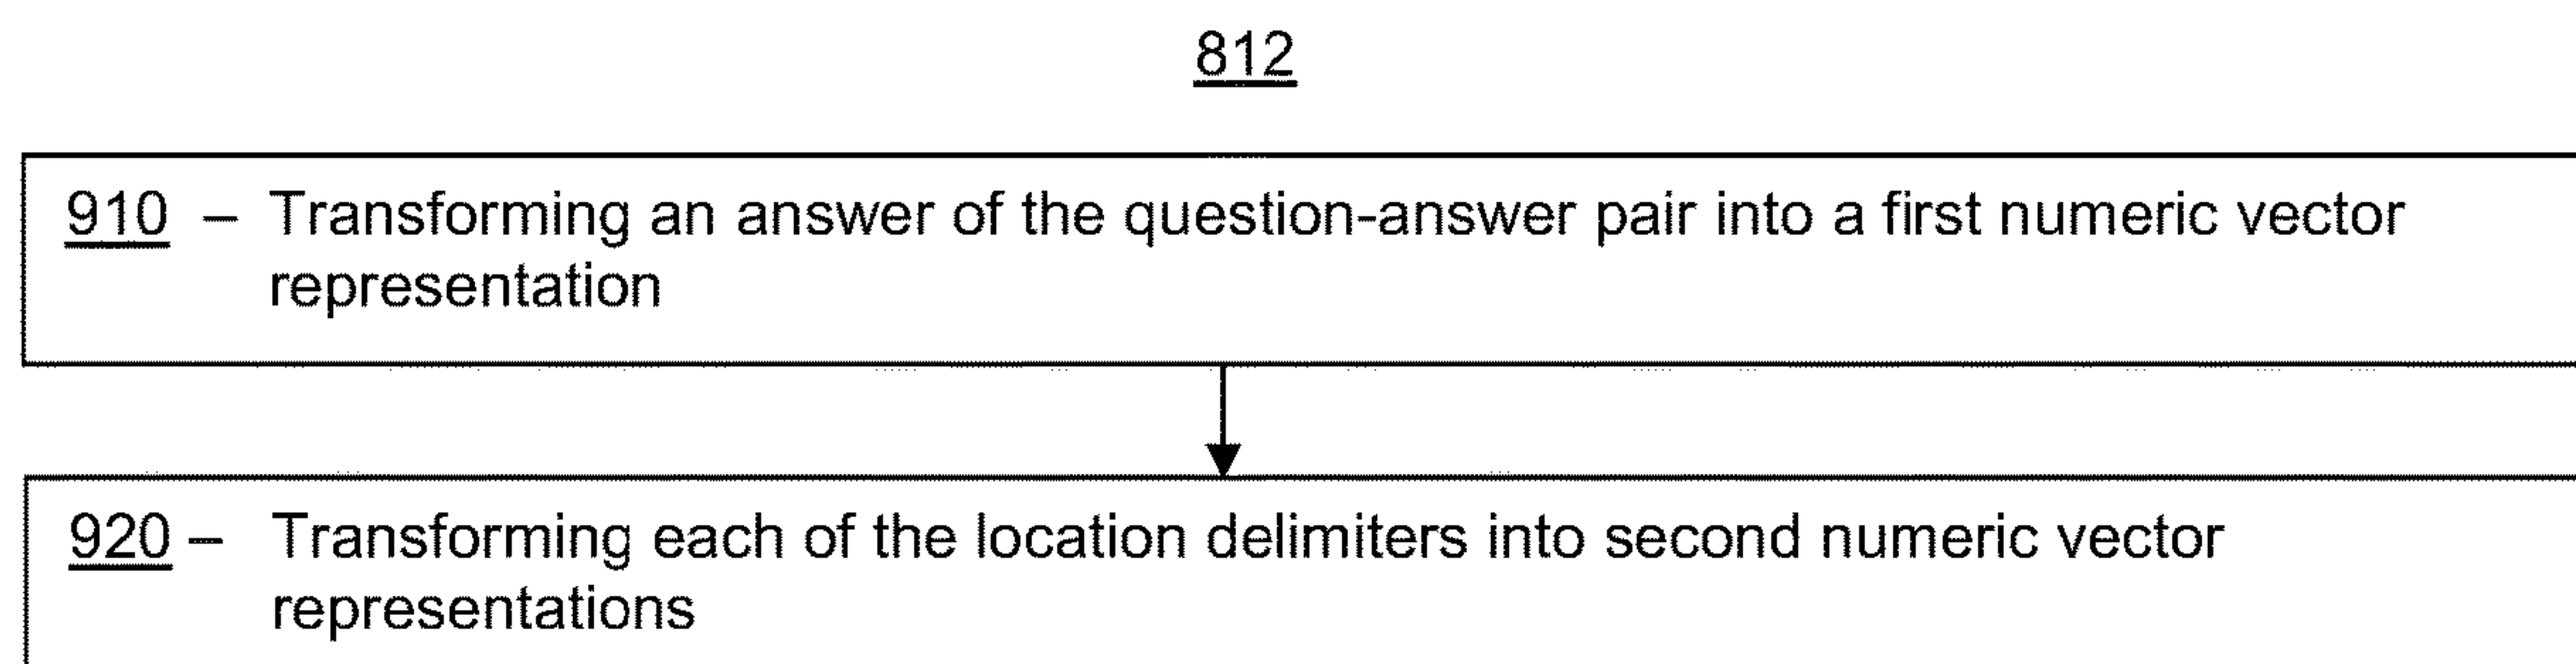 812
910 – Transforming an answer of the question-answer pair into a first numeric vector
representation
920 – Transforming each of the location delimiters into second numeric vector
representations